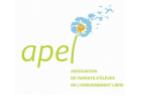 apel
ASSOCIATION
DE PARENTS D'ÉLÈVES
DE L'ENSEIGNEMENT LIBRE